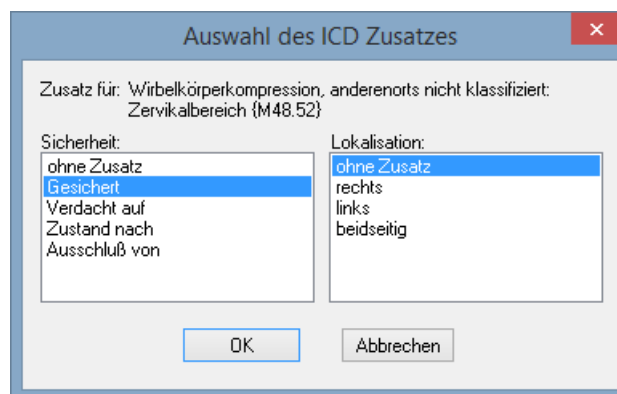 Auswahl des ICD Zusatzes
Zusatz für: Wirbelkörperkompression, anderenorts nicht klassifiziert:
Zervikalbereich {M48.52}
Sicherheit:
ohne Zusatz
Gesichert
Verdacht auf
Zustand nach
Ausschluß von
Lokalisation:
ohne Zusatz
rechts
links
beidseitig
OK
Abbrechen